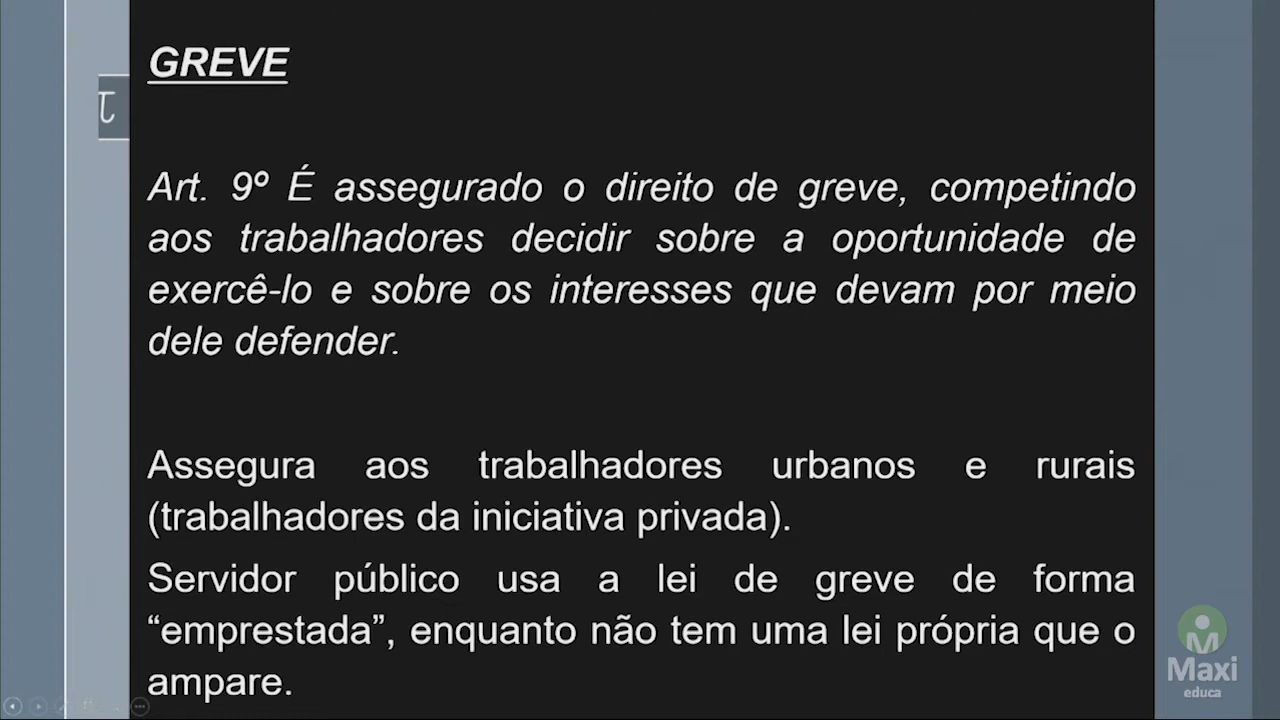 GREVE
Art. 9º É assegurado o direito de greve, competindo
aos trabalhadores decidir sobre a oportunidade de
exercê-lo e sobre os interesses que devam por meio
dele defender.
Assegura aos trabalhadores urbanos e rurais
(trabalhadores da iniciativa privada).
Servidor público usa a lei de greve de forma
“emprestada”, enquanto não tem uma lei própria que o
ampare.
Maxi
educa